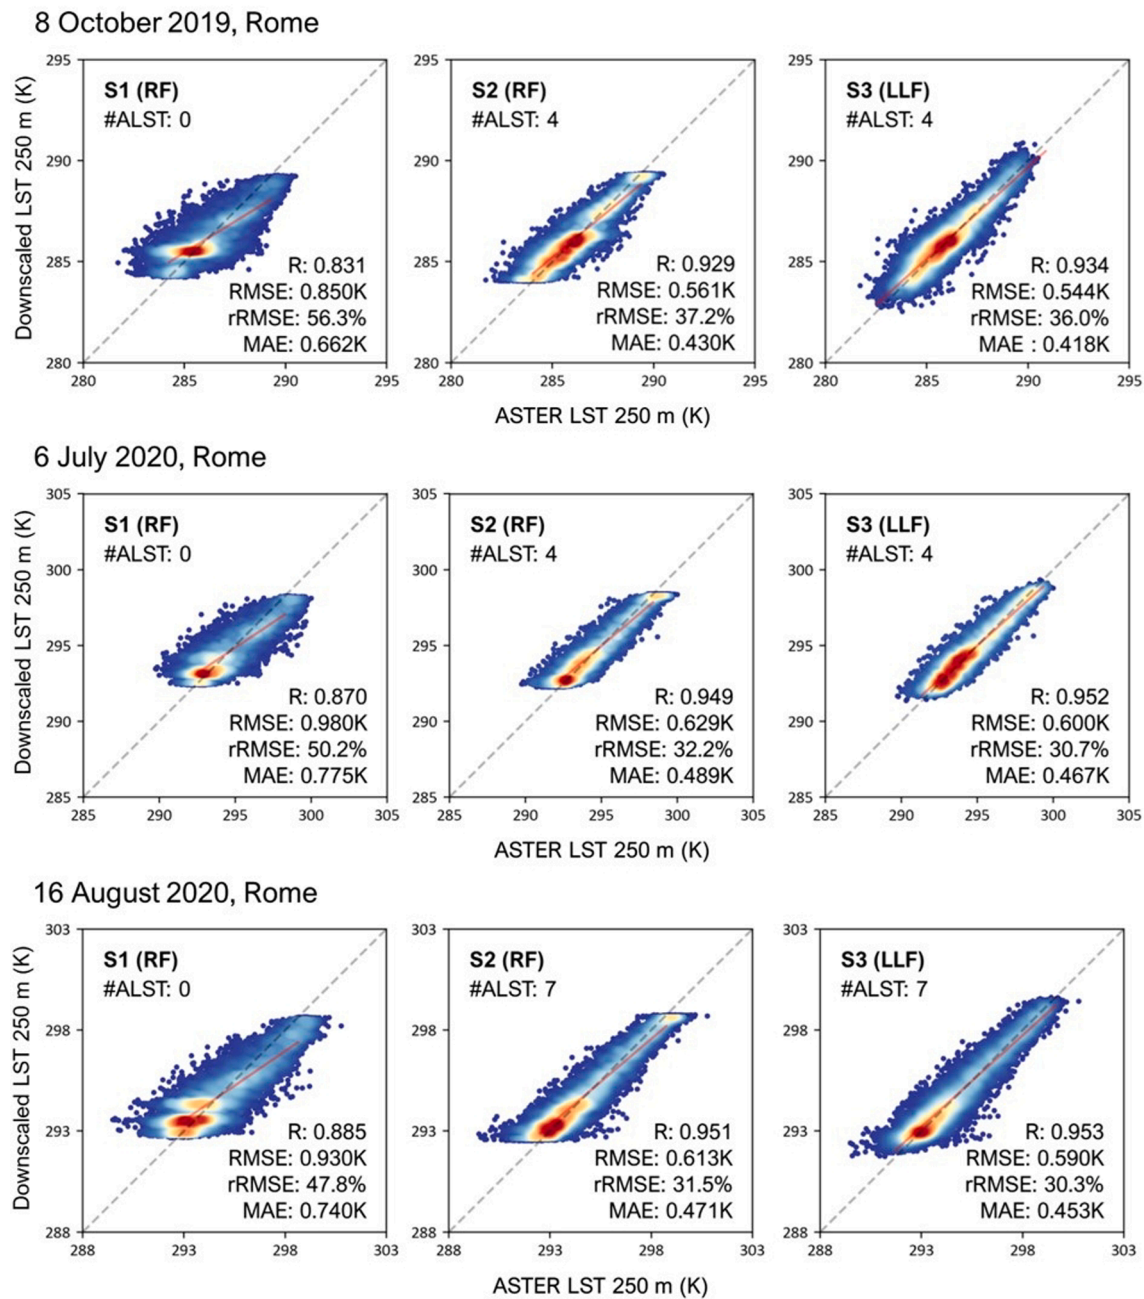 8 October 2019, Rome
Downscaled LST 250 m (K)
295
290
285
280
S1 (RF)
#ALST: 0
R: 0.831
RMSE: 0.850K
rRMSE: 56.3%
MAE: 0.662K
280 285 290 295
295
290
285
280
S2 (RF)
#ALST: 4
R: 0.929
RMSE: 0.561K
rRMSE: 37.2%
MAE: 0.430K
280 285 290 295
295
290
285
280
S3 (LLF)
#ALST: 4
R: 0.934
RMSE: 0.544K
rRMSE: 36.0%
MAE : 0.418K
280 285 290 295
ASTER LST 250 m (K)
6 July 2020, Rome
Downscaled LST 250 m (K)
305
300
295
290
285
S1 (RF)
#ALST: 0
R: 0.870
RMSE: 0.980K
rRMSE: 50.2%
MAE: 0.775K
285 290 295 300 305
305
300
295
290
285
S2 (RF)
#ALST: 4
R: 0.949
RMSE: 0.629K
rRMSE: 32.2%
MAE: 0.489K
285 290 295 300 305
305
300
295
290
285
S3 (LLF)
#ALST: 4
R: 0.952
RMSE: 0.600K
rRMSE: 30.7%
MAE: 0.467K
285 290 295 300 305
ASTER LST 250 m (K)
16 August 2020, Rome
Downscaled LST 250 m (K)
303
298
293
288
S1 (RF)
#ALST: 0
R: 0.885
RMSE: 0.930K
rRMSE: 47.8%
MAE: 0.740K
288 293 298 303
303
298
293
288
S2 (RF)
#ALST: 7
R: 0.951
RMSE: 0.613K
rRMSE: 31.5%
MAE: 0.471K
288 293 298 303
303
298
293
288
S3 (LLF)
#ALST: 7
R: 0.953
RMSE: 0.590K
rRMSE: 30.3%
MAE: 0.453K
288 293 298 303
ASTER LST 250 m (K)